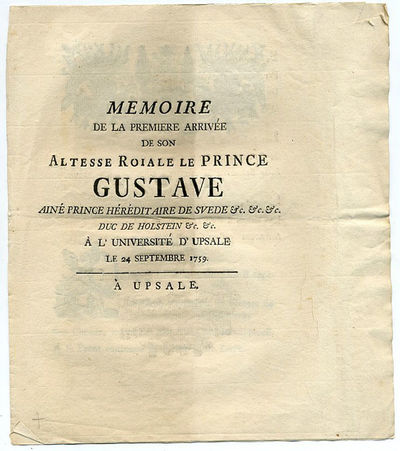 MEMOIRE
DE LA PREMIERE ARRIVÉE
DE SON
ALTESSE ROIALE LE PRINCE
GUSTAVE
AINÉ PRINCE HÉRÉDITAIRE DE SVEDE &c. &c. &c.
DUC DE HOLSTEIN &c. &c.
À L' UNIVERSITÉ D' UPSALE
LE 24 SEPTEMBRE 1759.
À UPSALE.